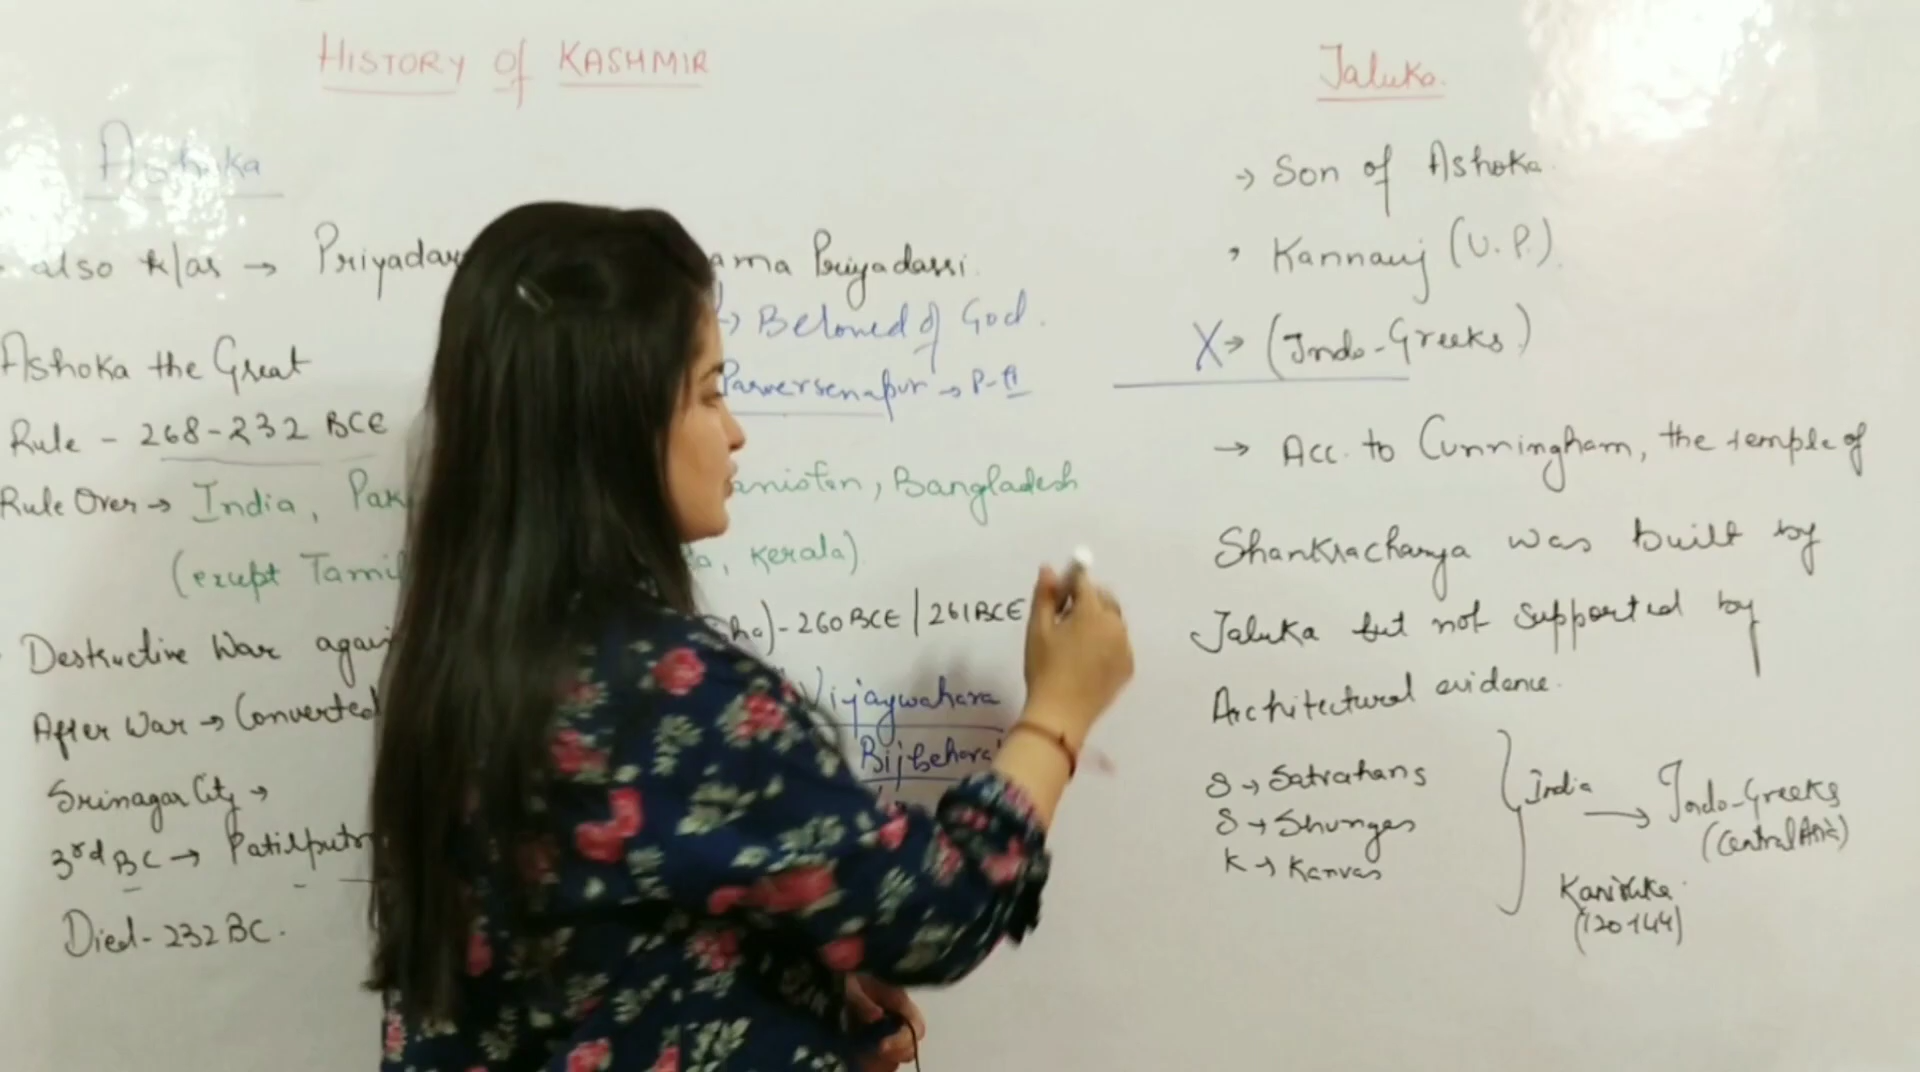 HISTORY of KASHMIR
Ashoka
also k/as → Priyadar ama Priyadassi.
→ Beloved of God.
Ashoka the Great
Parversenapur → P-II
Rule - 268-232 BCE
Rule Over → India, Pak anistan, Bangladesh
(except Tamil a, Kerala)
Destructive War again ha) - 260 BCE | 261 BCE
After War → Converted
Vijaywahara
Bijbehara
Srinagar City →
3rd BC → Patilputr
Died - 232 BC.
Jaluka.
→ Son of Ashoka.
Kannauj (U.P.).
X → (Indo-Greeks)
→ Acc. to Cunningham, the temple of
Shankracharya was built by
Jaluka but not supported by
Architectural evidence.
S → Satvahans
S → Shungas
K → Kanvas
India → Indo-Greeks
(Central Asia)
Kanishka
(120-144)